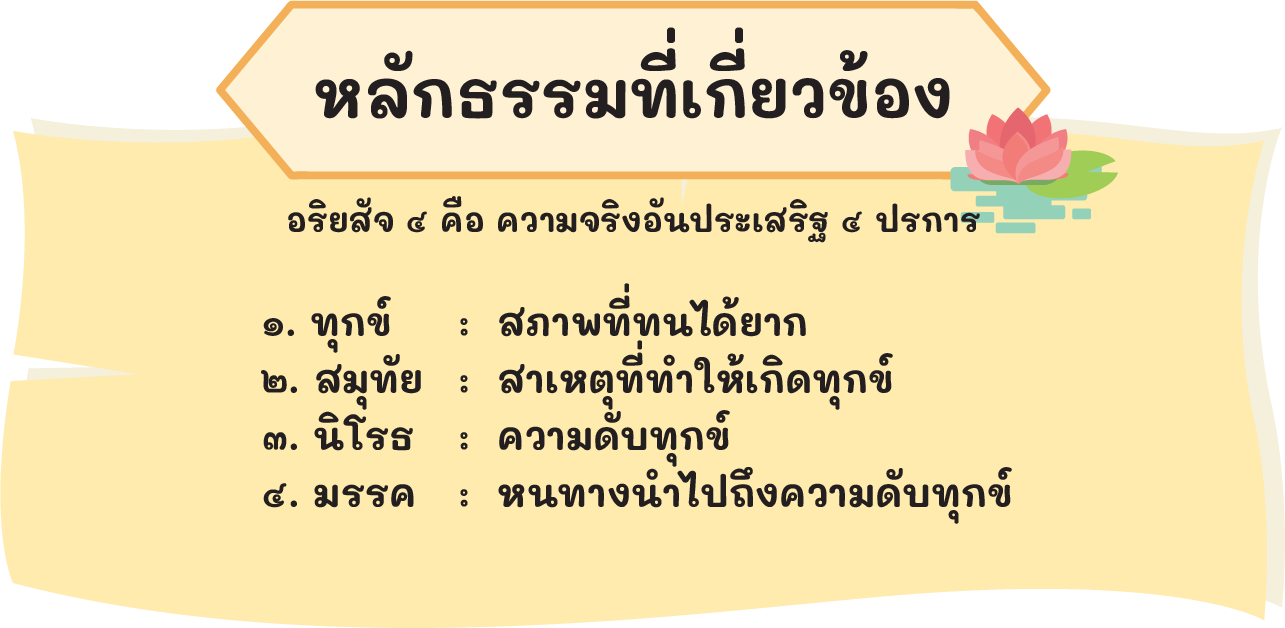 หลักธรรมที่เกี่ยวข้อง
อริยสัจ ๔ คือ ความจริงอันประเสริฐ ๔ ปรการ
๑. ทุกข์ : สภาพที่ทนได้ยาก
๒. สมุทัย : สาเหตุที่ทำให้เกิดทุกข์
๓. นิโรธ : ความดับทุกข์
๔. มรรค : หนทางนำไปถึงความดับทุกข์